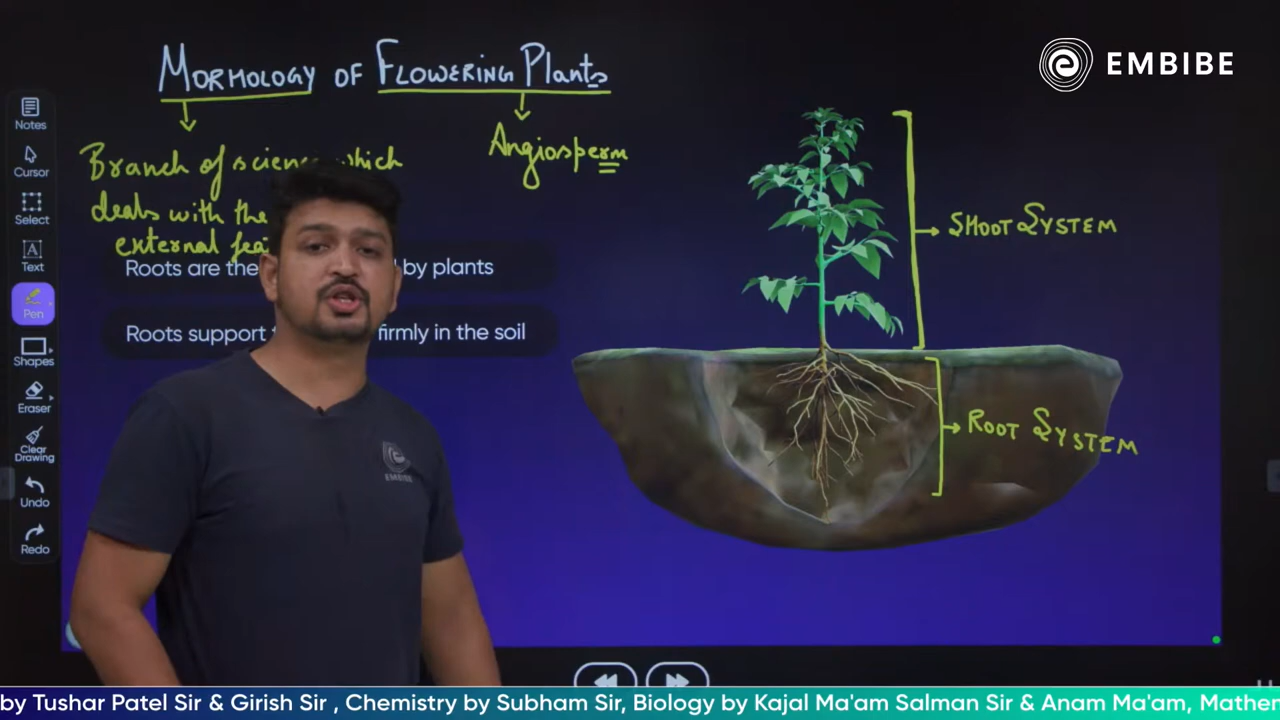 EMBIBE
MORMOLOGY OF FLOWERING PLANTS
Angiosperm
Branch of science which
deals with the
external fea
Roots are the by plants
Roots support firmly in the soil
SHOOT SYSTEM
ROOT SYSTEM
Notes
Cursor
Select
Text
Pen
Shapes
Eraser
Clear
Drawing
Undo
Redo
EMBIBE
by Tushar Patel Sir & Girish Sir , Chemistry by Subham Sir, Biology by Kajal Ma'am Salman Sir & Anam Ma'am, Mather